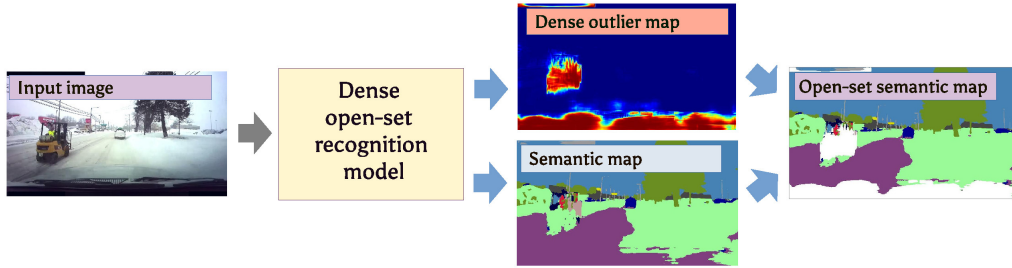 Input image
Dense
open-set
recognition
model
Dense outlier map
Semantic map
Open-set semantic map